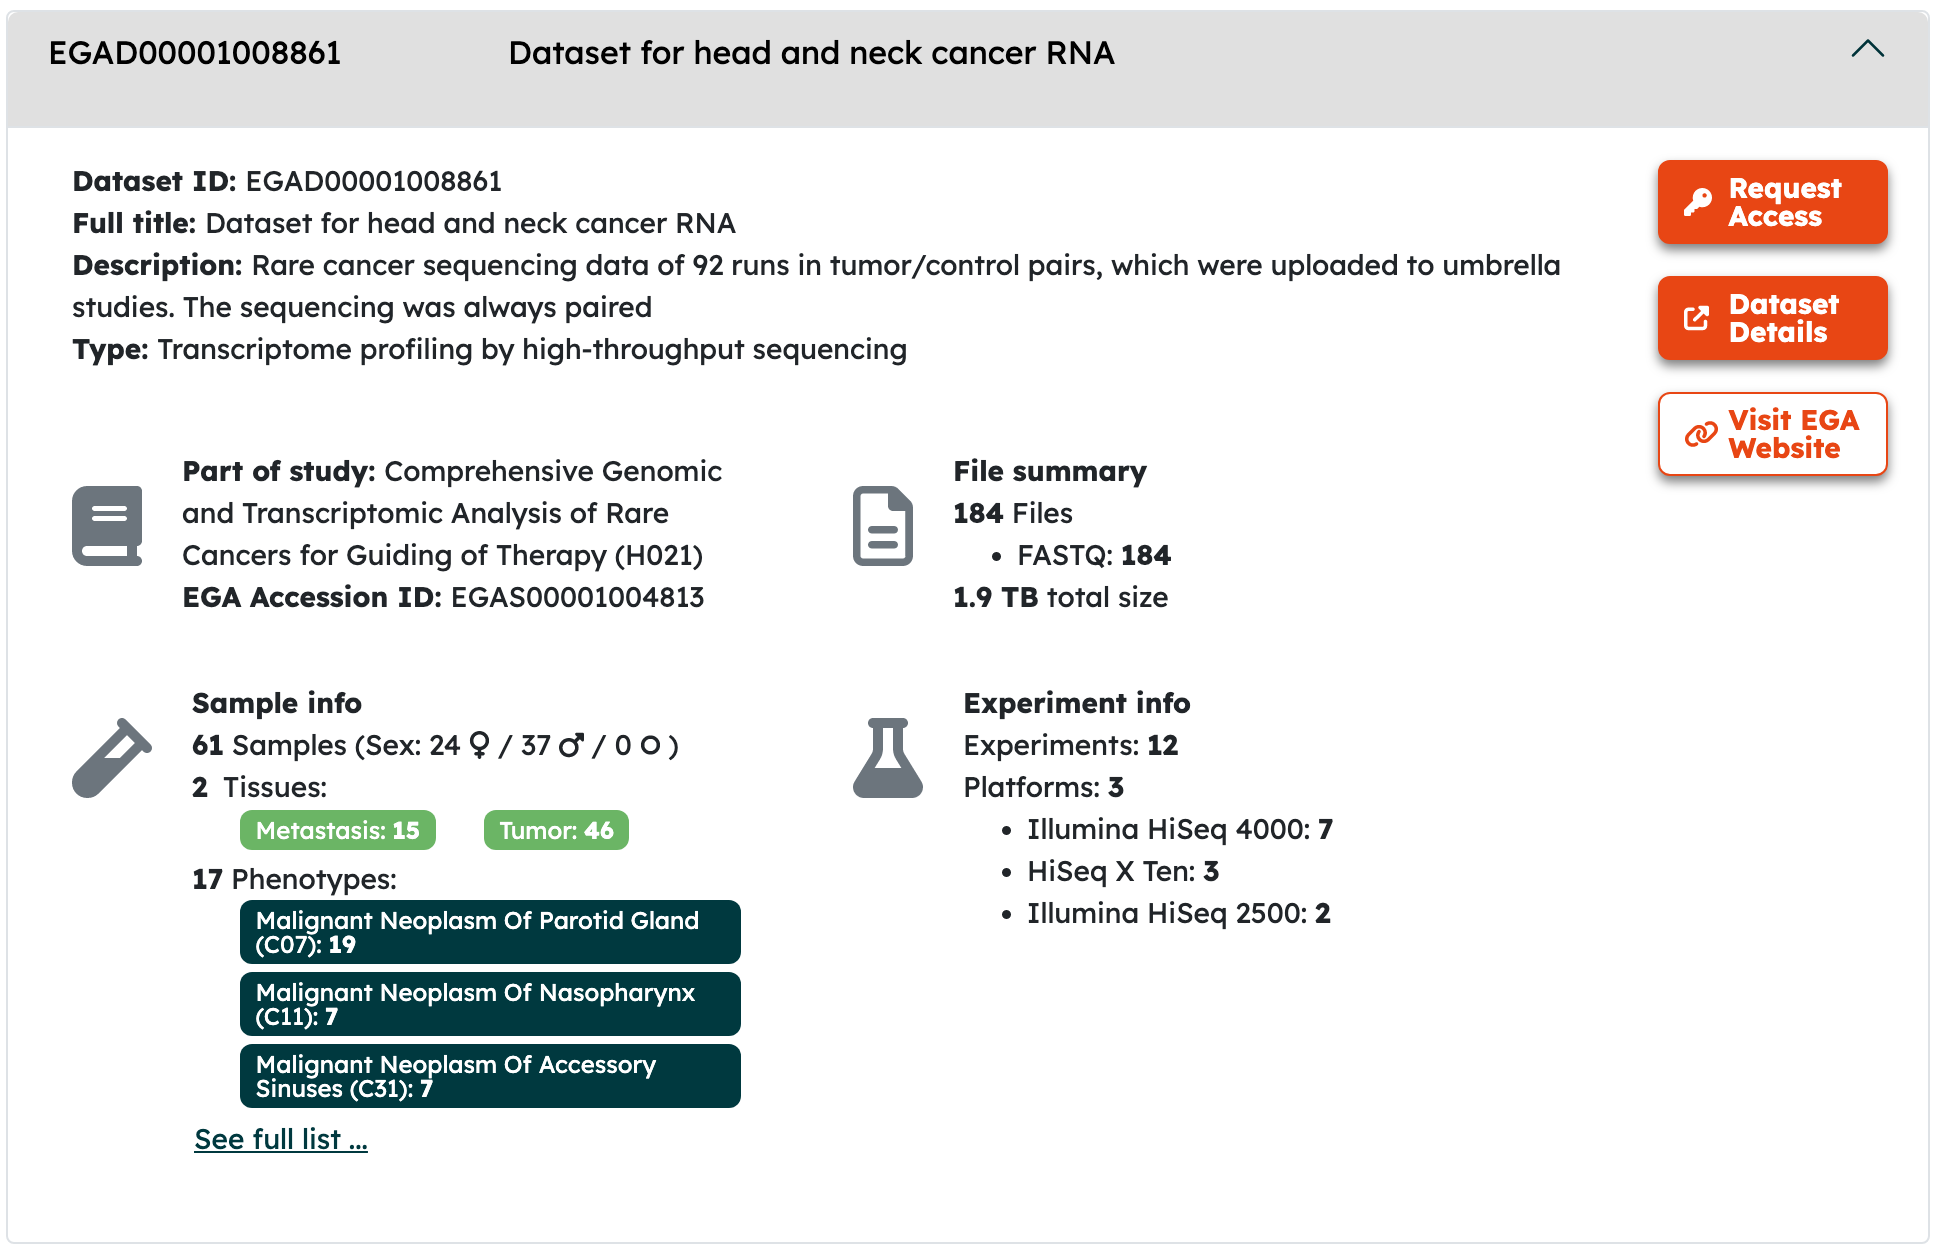 EGAD00001008861 Dataset for head and neck cancer RNA
Dataset ID: EGAD00001008861
Full title: Dataset for head and neck cancer RNA
Description: Rare cancer sequencing data of 92 runs in tumor/control pairs, which were uploaded to umbrella
studies. The sequencing was always paired
Type: Transcriptome profiling by high-throughput sequencing
Request
Access
Dataset
Details
Visit EGA
Website
Part of study: Comprehensive Genomic
and Transcriptomic Analysis of Rare
Cancers for Guiding of Therapy (H021)
EGA Accession ID: EGAS00001004813
File summary
184 Files
• FASTQ: 184
1.9 TB total size
Sample info
61 Samples (Sex: 24 ♀ / 37 ♂ / 0 ⚪ )
2 Tissues:
Metastasis: 15 Tumor: 46
17 Phenotypes:
Malignant Neoplasm Of Parotid Gland
(C07): 19
Malignant Neoplasm Of Nasopharynx
(C11): 7
Malignant Neoplasm Of Accessory
Sinuses (C31): 7
See full list ...
Experiment info
Experiments: 12
Platforms: 3
• Illumina HiSeq 4000: 7
• HiSeq X Ten: 3
• Illumina HiSeq 2500: 2